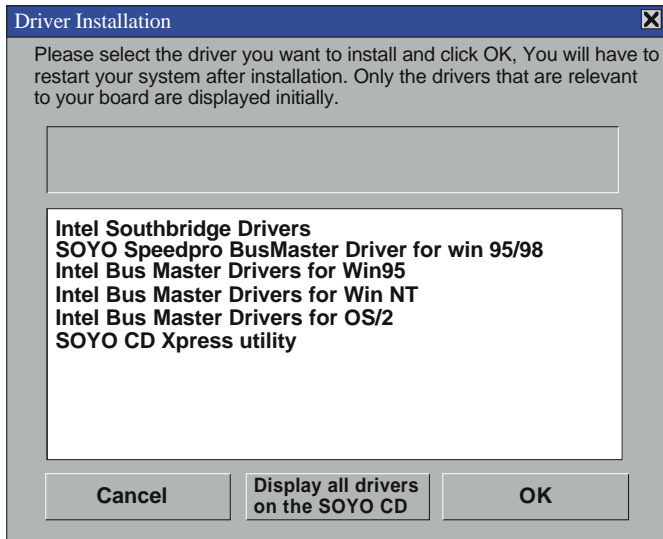 Driver Installation
Please select the driver you want to install and click OK, You will have to
restart your system after installation. Only the drivers that are relevant
to your board are displayed initially.
Intel Southbridge Drivers
SOYO Speedpro BusMaster Driver for win 95/98
Intel Bus Master Drivers for Win95
Intel Bus Master Drivers for Win NT
Intel Bus Master Drivers for OS/2
SOYO CD Xpress utility
Cancel
Display all drivers
on the SOYO CD
OK